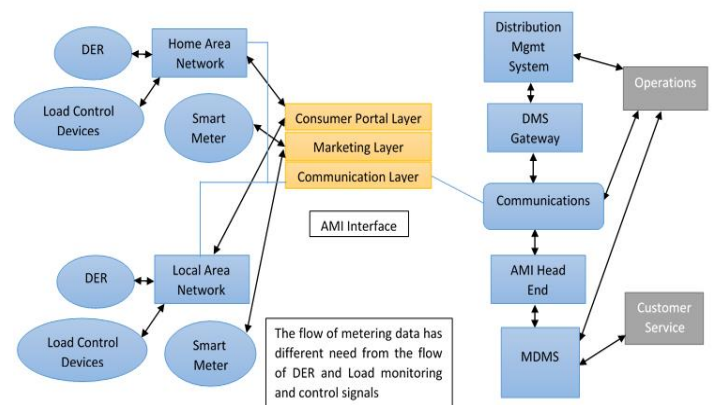 DER
Home Area
Network
Load Control
Devices
Smart
Meter
Consumer Portal Layer
Marketing Layer
Communication Layer
AMI Interface
DER
Local Area
Network
Load Control
Devices
Smart
Meter
The flow of metering data has
different need from the flow
of DER and Load monitoring
and control signals
Distribution
Mgmt
System
Operations
DMS
Gateway
Communications
AMI Head
End
MDMS
Customer
Service